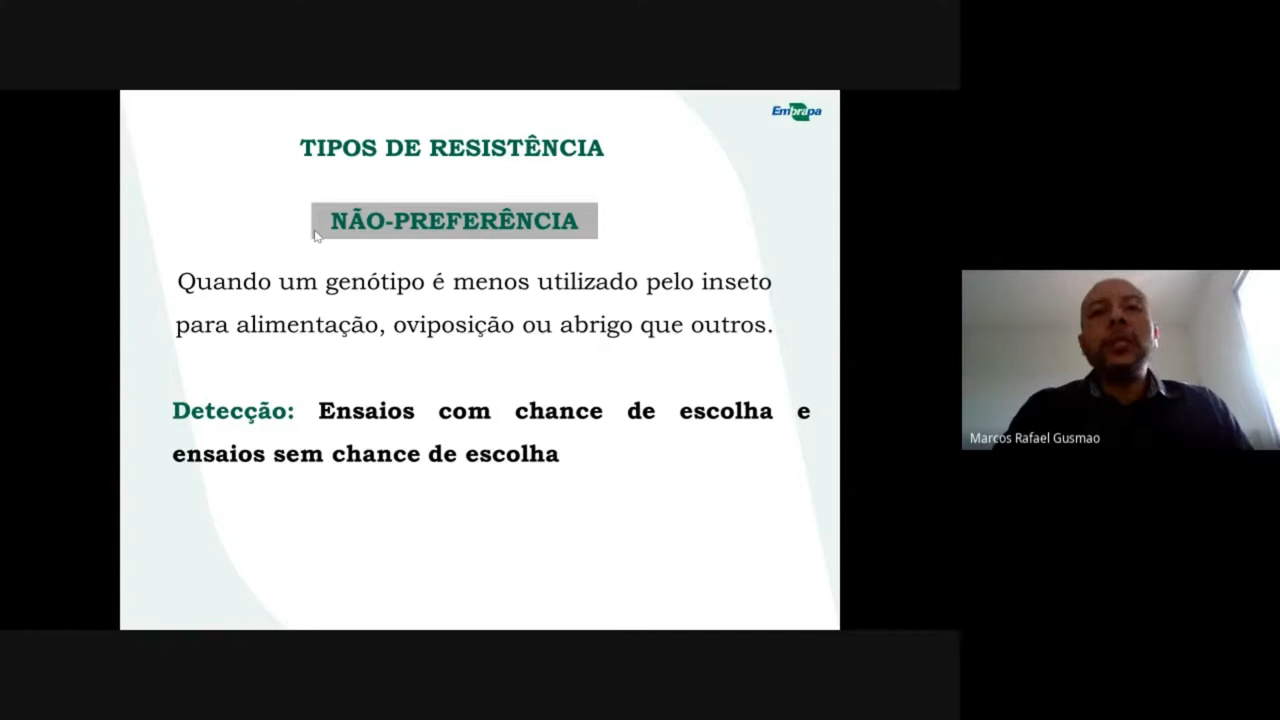 Embrapa
TIPOS DE RESISTÊNCIA
NÃO-PREFERÊNCIA
Quando um genótipo é menos utilizado pelo inseto
para alimentação, oviposição ou abrigo que outros.
Detecção: Ensaios com chance de escolha e
ensaios sem chance de escolha
Marcos Rafael Gusmao